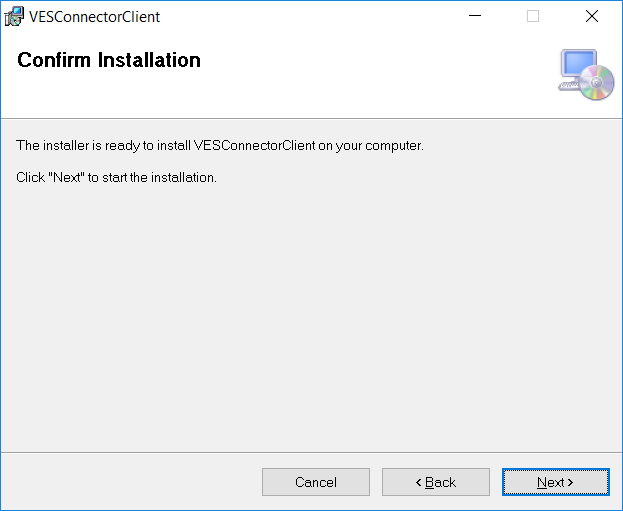 VESConnectorClient
Confirm Installation
The installer is ready to install VESConnectorClient on your computer.
Click "Next" to start the installation.
Cancel
< Back
Next >